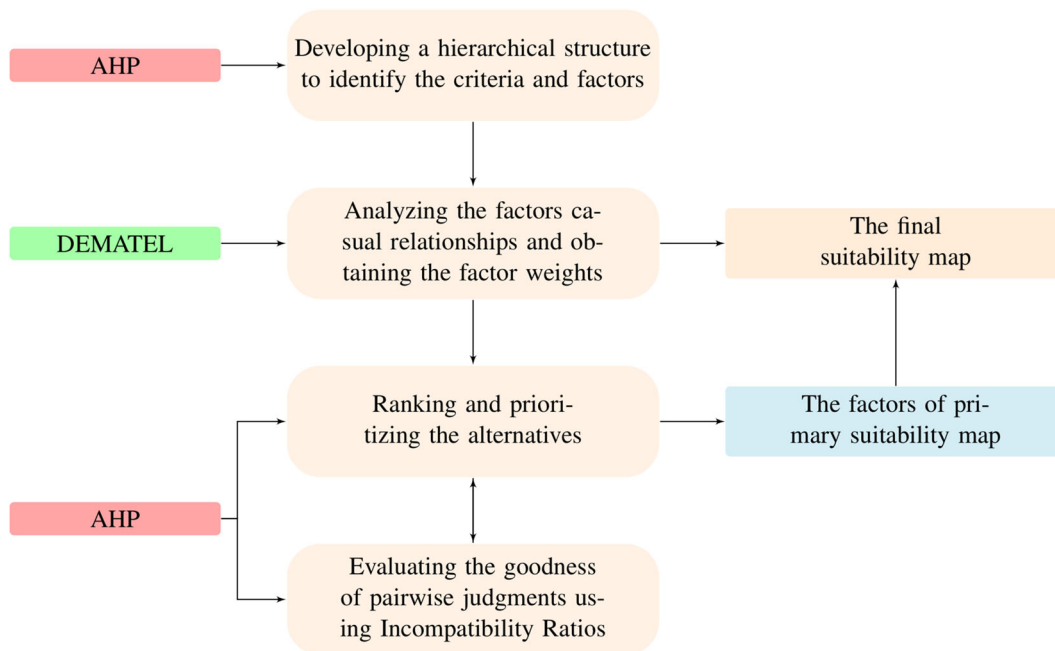 AHP
Developing a hierarchical structure
to identify the criteria and factors
DEMATEL
Analyzing the factors ca-
sual relationships and ob-
taining the factor weights
The final
suitability map
Ranking and priori-
tizing the alternatives
The factors of pri-
mary suitability map
AHP
Evaluating the goodness
of pairwise judgments us-
ing Incompatibility Ratios